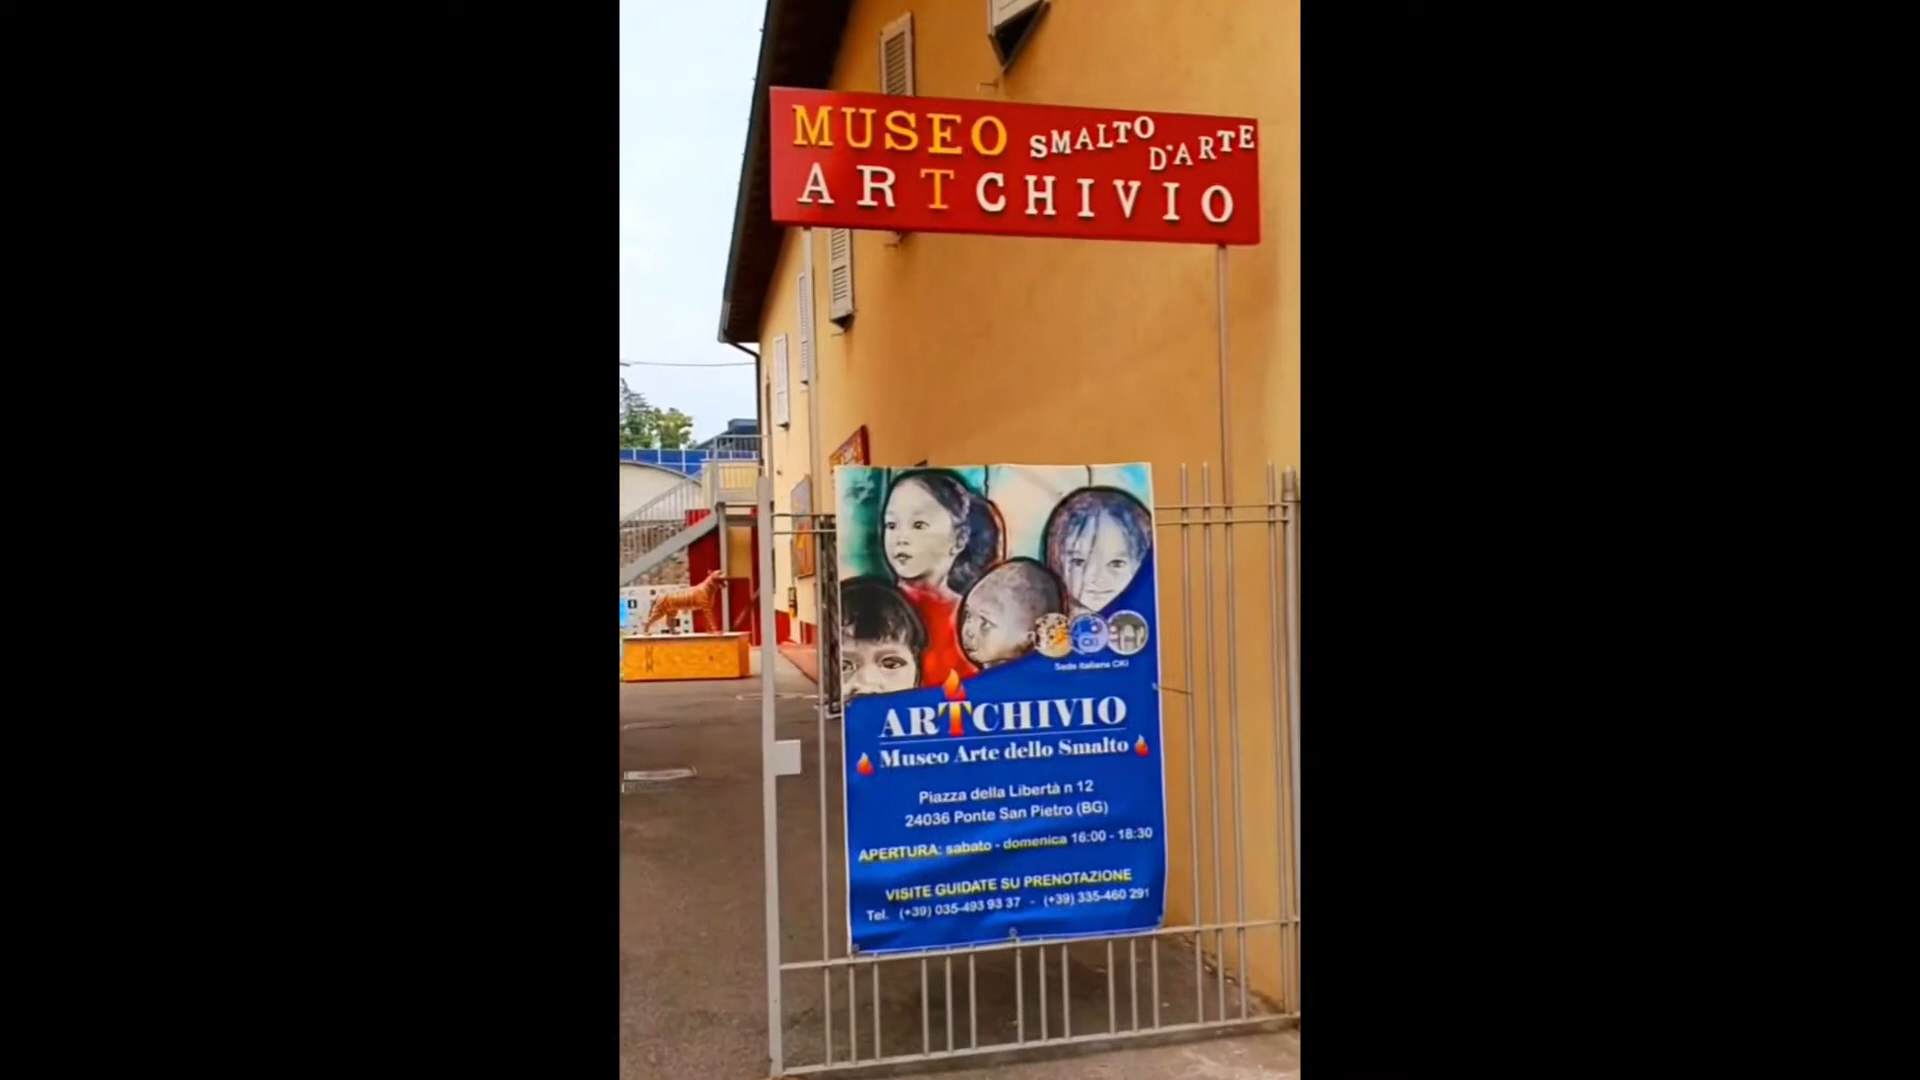 MUSEO SMALTO D'ARTE
ARTCHIVIO
Sede Italiana CKI
ARTCHIVIO
Museo Arte dello Smalto
Piazza della Libertà n 12
24036 Ponte San Pietro (BG)
APERTURA: sabato - domenica 16:00 - 18:30
VISITE GUIDATE SU PRENOTAZIONE
Tel. (+39) 035-493 93 37 - (+39) 335-460 291